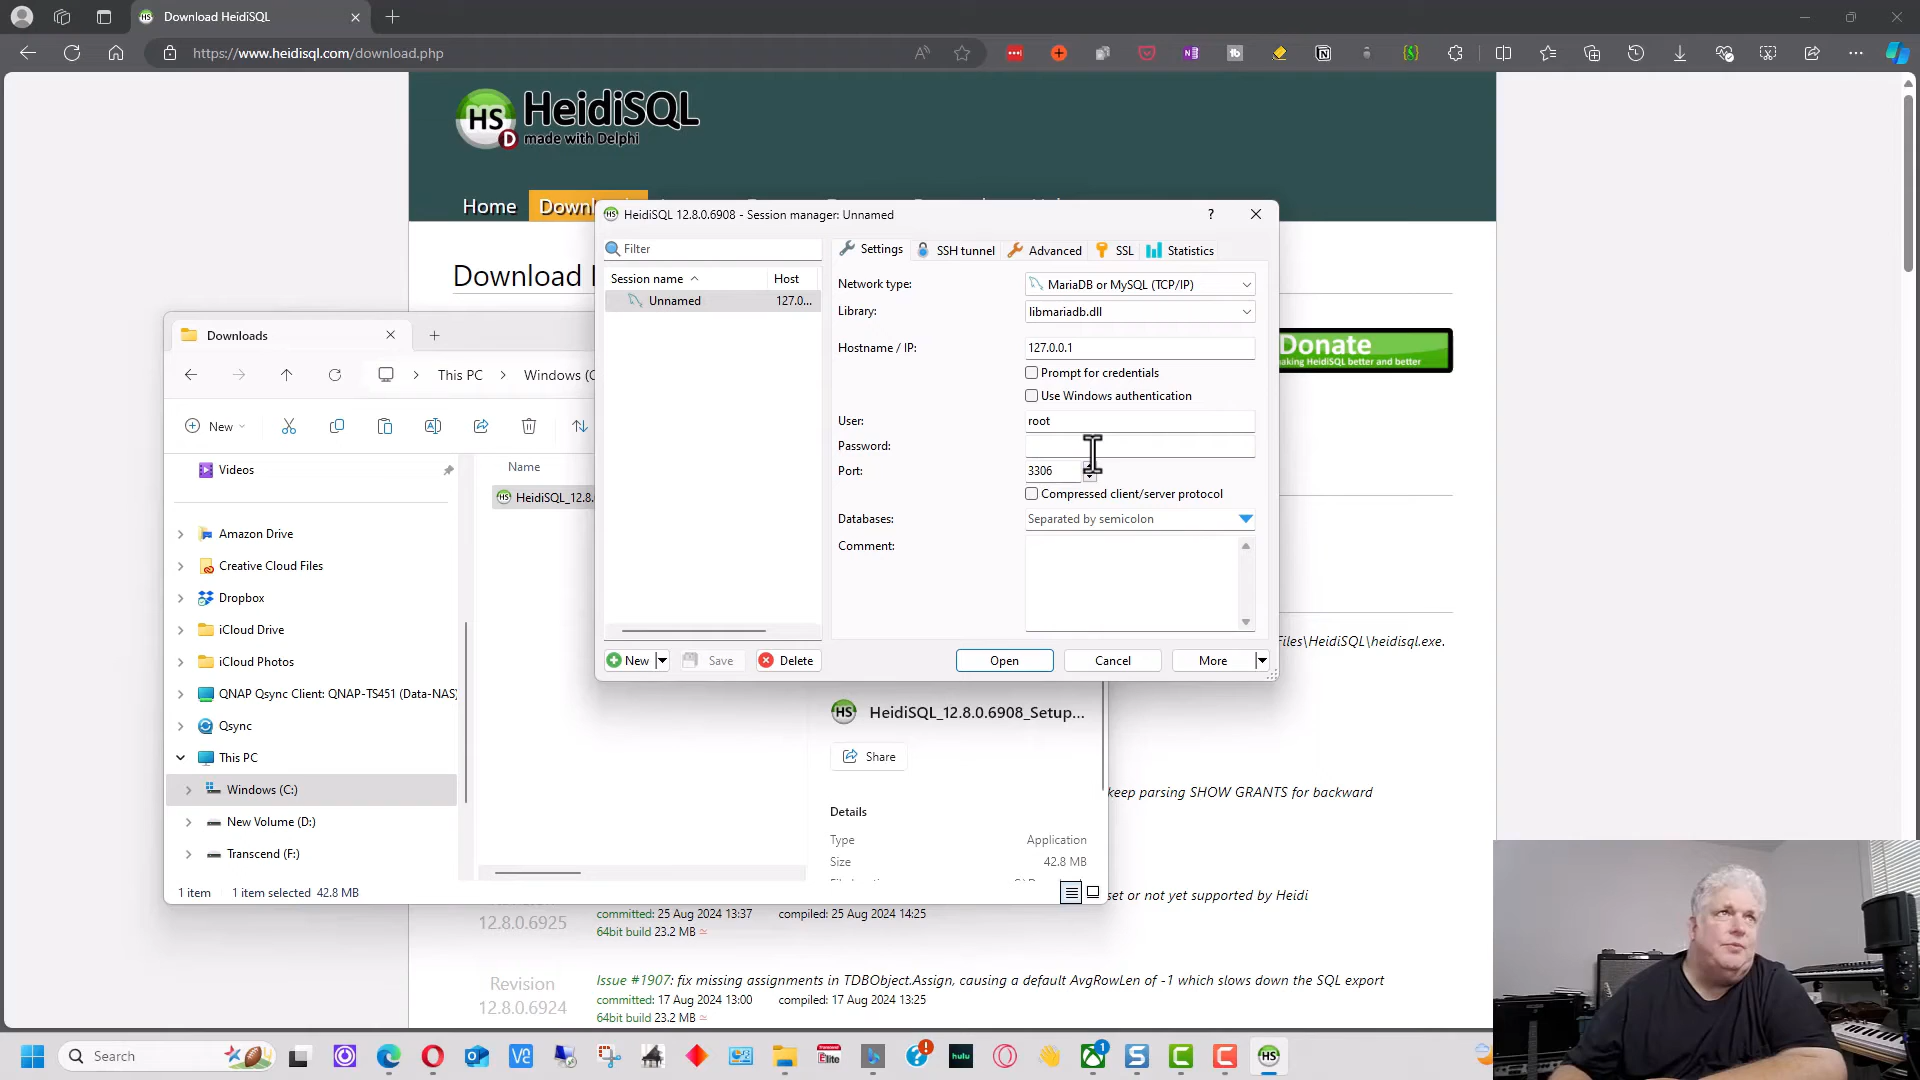 Download HeidiSQL
https://www.heidisql.com/download.php
HS
D
HeidiSQL
made with Delphi
Home
Downl
Download
Donate
aking HeidiSQL better and better
HeidiSQL 12.8.0.6908 - Session manager: Unnamed
?
Filter
Session name
Host
Unnamed
127.0...
Settings
SSH tunnel
Advanced
SSL
Statistics
Network type:
MariaDB or MySQL (TCP/IP)
Library:
libmariadb.dll
Hostname / IP:
127.0.0.1
Prompt for credentials
Use Windows authentication
User:
root
Password:
Port:
3306
Compressed client/server protocol
Databases:
Separated by semicolon
Comment:
New
Save
Delete
Open
Cancel
More
Files\HeidiSQL\heidisql.exe.
Downloads
This PC
Windows (C
New
Videos
Name
HeidiSQL_12.8.
Amazon Drive
Creative Cloud Files
Dropbox
iCloud Drive
iCloud Photos
QNAP Qsync Client: QNAP-TS451 (Data-NAS)
Qsync
This PC
Windows (C:)
New Volume (D:)
Transcend (F:)
HS
HeidiSQL_12.8.0.6908_Setup...
Share
Details
Type
Application
Size
42.8 MB
1 item
1 item selected 42.8 MB
keep parsing SHOW GRANTS for backward
set or not yet supported by Heidi
12.8.0.6925
committed: 25 Aug 2024 13:37
compiled: 25 Aug 2024 14:25
64bit build 23.2 MB
Revision
12.8.0.6924
Issue #1907: fix missing assignments in TDBObject.Assign, causing a default AvgRowLen of -1 which slows down the SQL export
committed: 17 Aug 2024 13:00
compiled: 17 Aug 2024 13:25
64bit build 23.2 MB
Search
hulu
HS